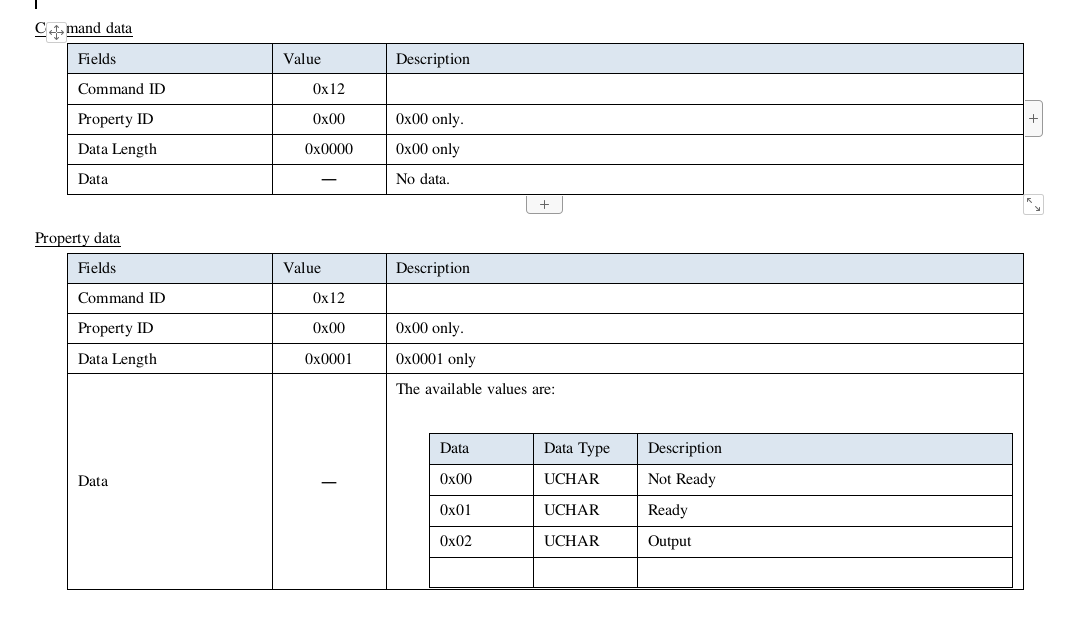 C mand data
Fields Value Description
Command ID 0x12
Property ID 0x00 0x00 only.
Data Length 0x0000 0x00 only
Data — No data.
Property data
Fields Value Description
Command ID 0x12
Property ID 0x00 0x00 only.
Data Length 0x0001 0x0001 only
The available values are:
Data Data Type Description
0x00 UCHAR Not Ready
Data —
0x01 UCHAR Ready
0x02 UCHAR Output